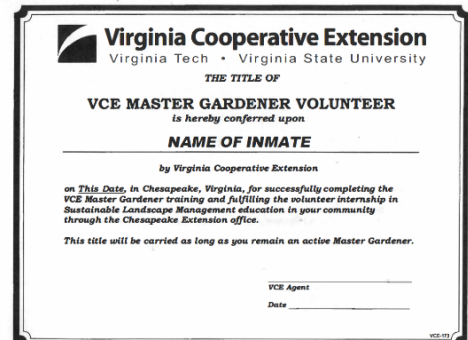 Virginia Cooperative Extension
Virginia Tech • Virginia State University
THE TITLE OF
VCE MASTER GARDENER VOLUNTEER
is hereby conferred upon
NAME OF INMATE
by Virginia Cooperative Extension
on This Date, in Chesapeake, Virginia, for successfully completing the
VCE Master Gardener training and fulfilling the volunteer internship in
Sustainable Landscape Management education in your community
through the Chesapeake Extension office.
This title will be carried as long as you remain an active Master Gardener.
VCE Agent
Date
VCE-173